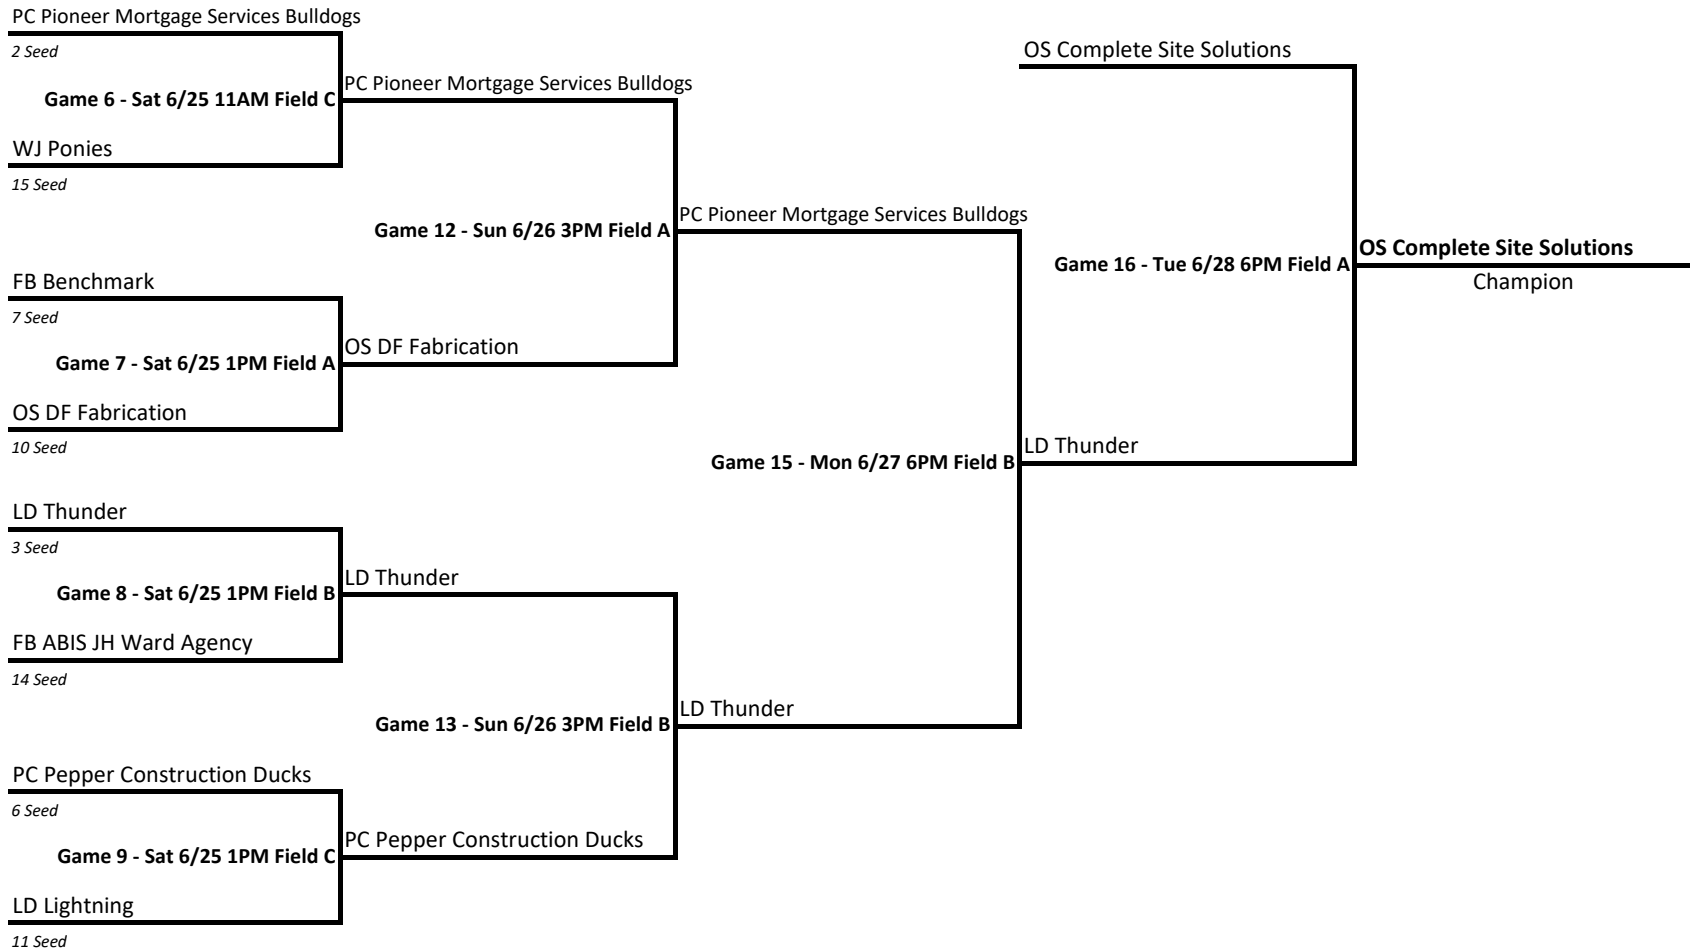 PC Pioneer Mortgage Services Bulldogs
2 Seed
Game 6 - Sat 6/25 11AM Field C
WJ Ponies
15 Seed
FB Benchmark
7 Seed
Game 7 - Sat 6/25 1PM Field A
OS DF Fabrication
10 Seed
LD Thunder
3 Seed
Game 8 - Sat 6/25 1PM Field B
FB ABIS JH Ward Agency
14 Seed
PC Pepper Construction Ducks
6 Seed
Game 9 - Sat 6/25 1PM Field C
LD Lightning
11 Seed
PC Pioneer Mortgage Services Bulldogs
Game 12 - Sun 6/26 3PM Field A
OS DF Fabrication
LD Thunder
Game 13 - Sun 6/26 3PM Field B
PC Pepper Construction Ducks
PC Pioneer Mortgage Services Bulldogs
Game 15 - Mon 6/27 6PM Field B
LD Thunder
OS Complete Site Solutions
Game 16 - Tue 6/28 6PM Field A
LD Thunder
OS Complete Site Solutions
Champion